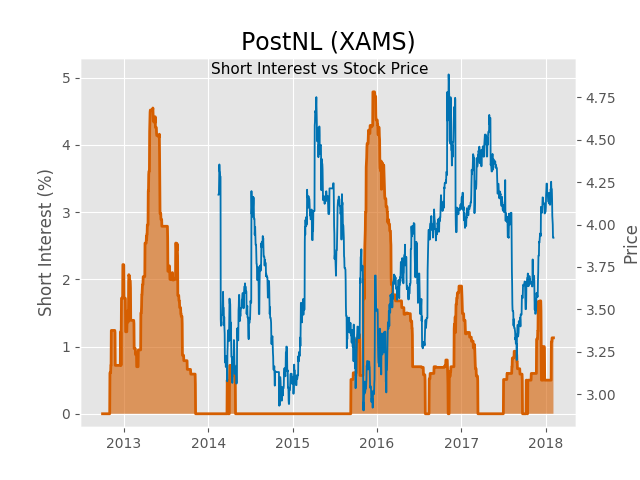 PostNL (XAMS)
Short Interest vs Stock Price
Short Interest (%)
5
4
3
2
1
0
4.75
4.50
4.25
4.00
3.75
3.50
3.25
3.00
Price
2013 2014 2015 2016 2017 2018